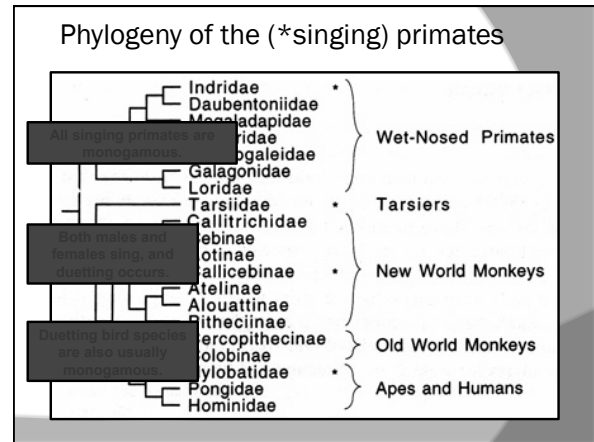 Phylogeny of the (*singing) primates
Indridae *
Daubentoniidae
All singing primates are
monogamous.
Galagonidae
Loridae
Wet-Nosed Primates
Tarsiidae *
Tarsiers
Callitrichidae
Both males and
females sing, and
duetting occurs.
*
Atelinae
Alouattinae
New World Monkeys
Duetting bird species
are also usually
monogamous.
Old World Monkeys
*
Pongidae
Hominidae
Apes and Humans